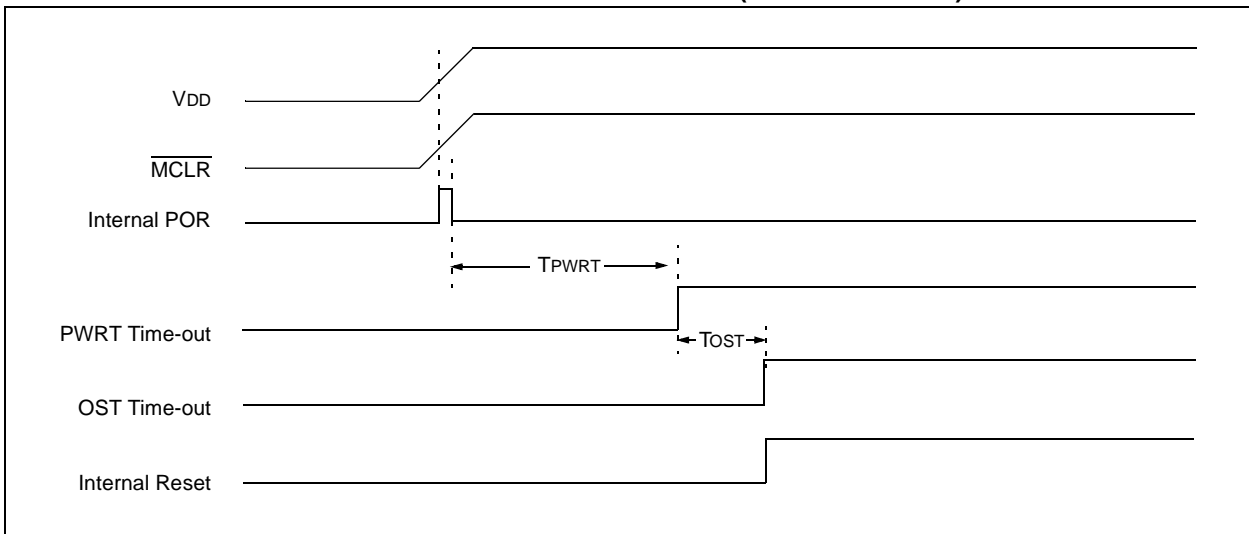 VDD
MCLR
Internal POR
TPWRT
PWRT Time-out
TOST
OST Time-out
Internal Reset